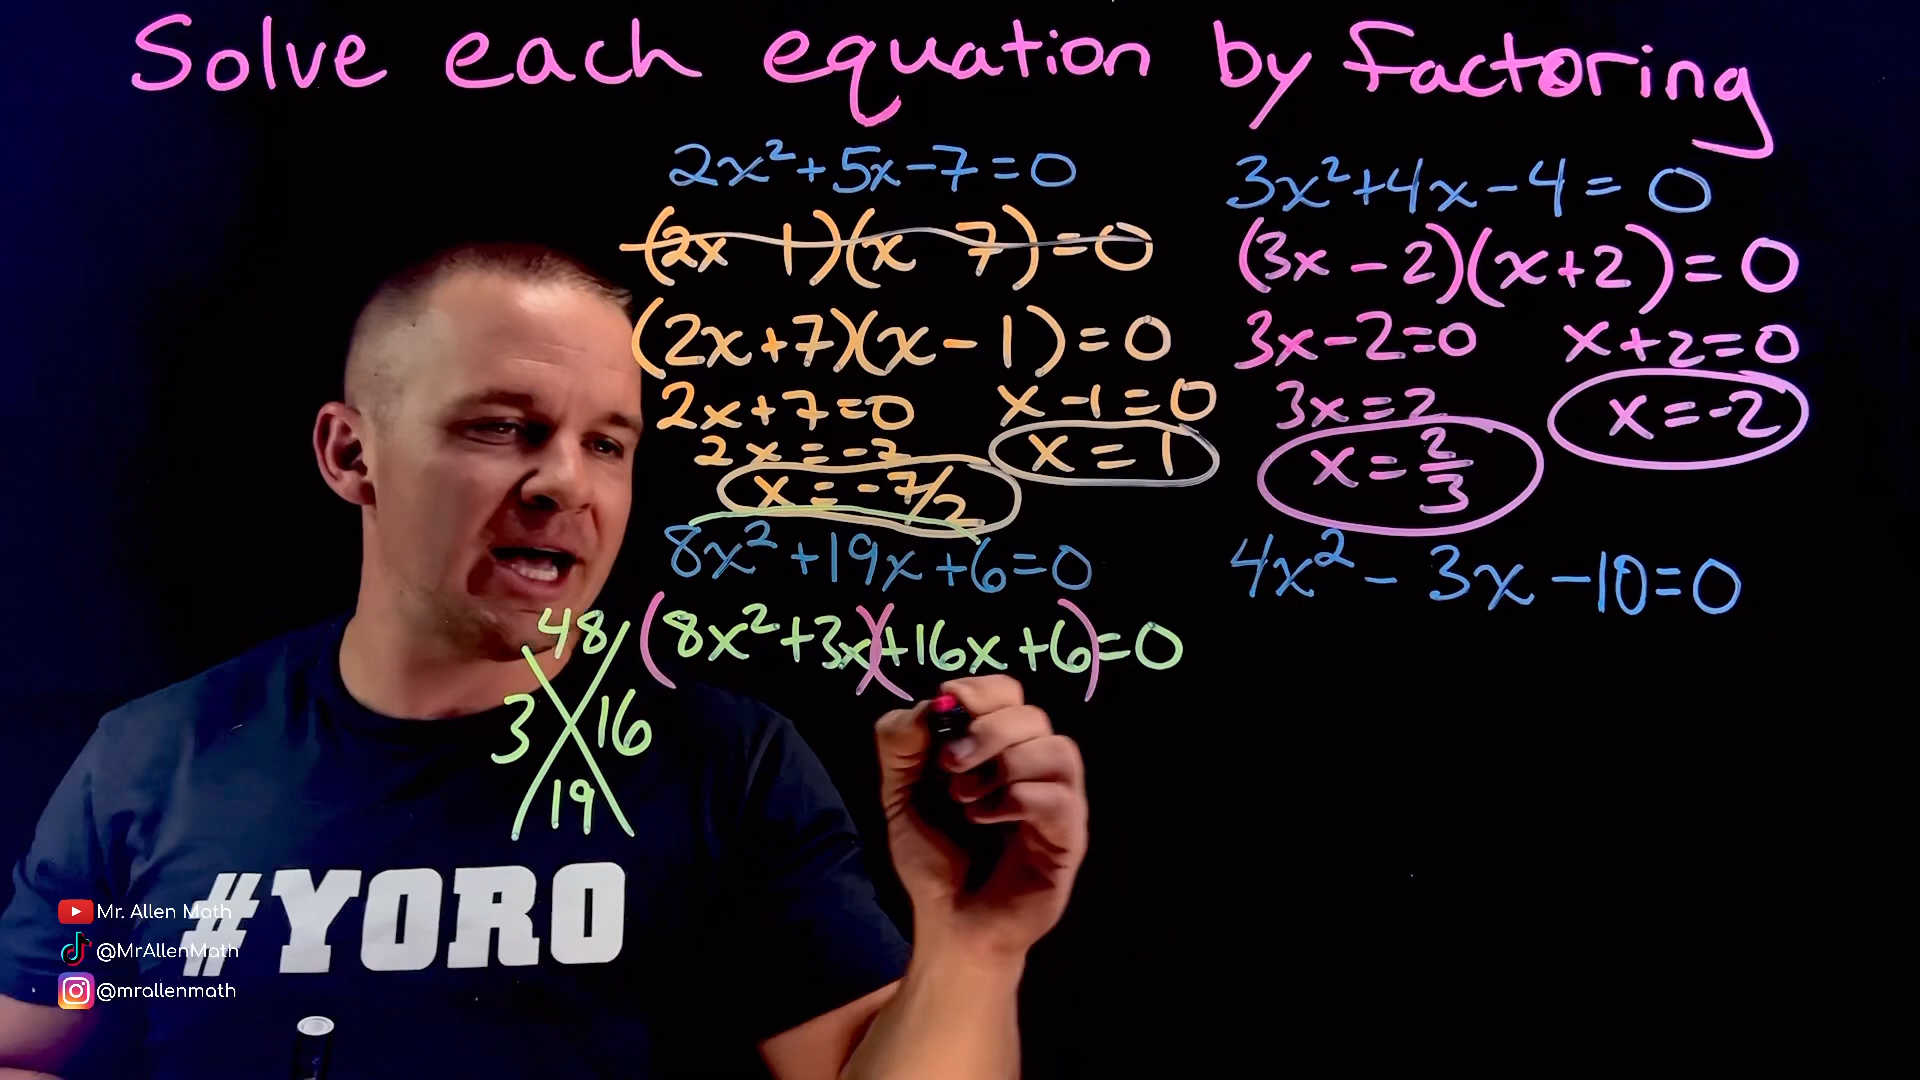 Solve each equation by factoring
2x²+5x-7=0
(2x 1)(x 7)=0
(2x+7)(x-1)=0
2x+7=0 x-1=0
2x=-7 x=1
x=-7/2
3x²+4x-4=0
(3x-2)(x+2)=0
3x-2=0 x+2=0
3x=2 x=-2
x=2/3
8x²+19x+6=0
(8x²+3x)(+16x+6)=0
48
3 16
19
4x²-3x-10=0
#YORO
Mr. Allen Math
@MrAllenMath
@mrallenmath